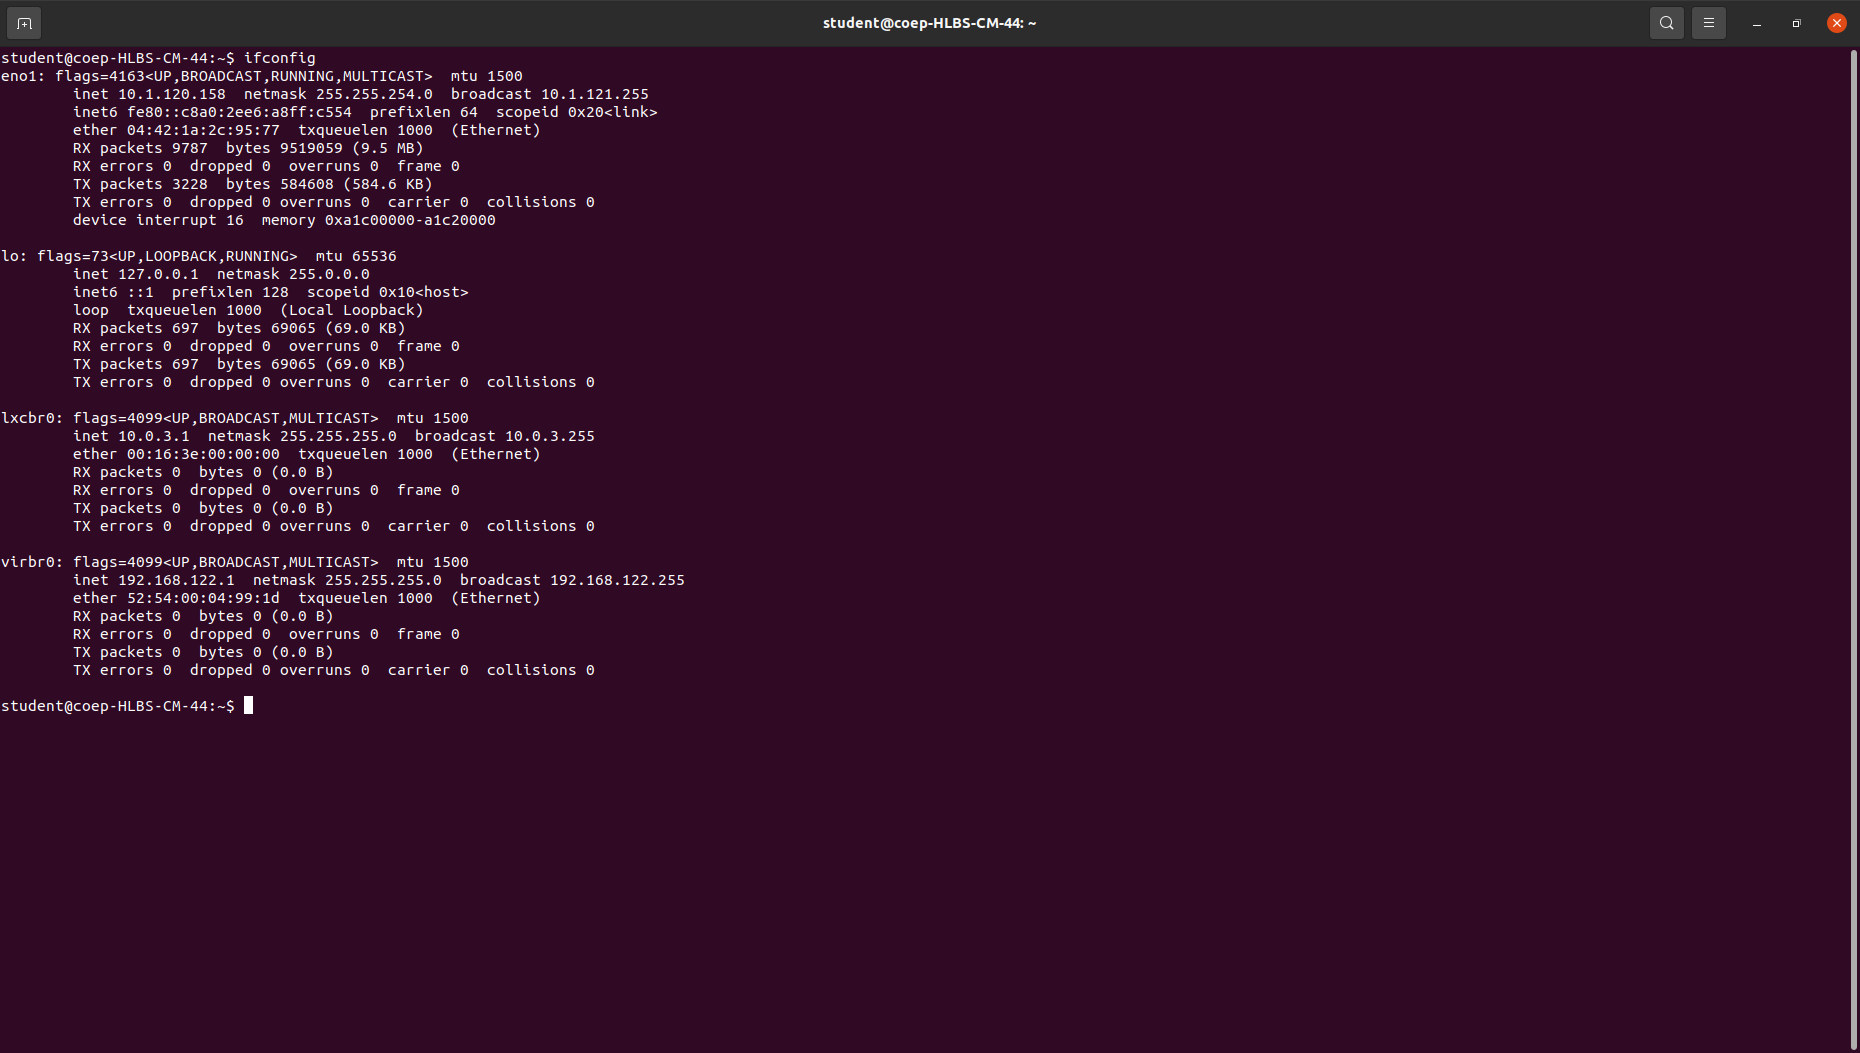 student@coep-HLBS-CM-44: ~
student@coep-HLBS-CM-44:~$ ifconfig
eno1: flags=4163<UP,BROADCAST,RUNNING,MULTICAST>  mtu 1500
        inet 10.1.120.158  netmask 255.255.254.0  broadcast 10.1.121.255
        inet6 fe80::c8a0:2ee6:a8ff:c554  prefixlen 64  scopeid 0x20<link>
        ether 04:42:1a:2c:95:77  txqueuelen 1000  (Ethernet)
        RX packets 9787  bytes 9519059 (9.5 MB)
        RX errors 0  dropped 0  overruns 0  frame 0
        TX packets 3228  bytes 584608 (584.6 KB)
        TX errors 0  dropped 0 overruns 0  carrier 0  collisions 0
        device interrupt 16  memory 0xa1c00000-a1c20000

lo: flags=73<UP,LOOPBACK,RUNNING>  mtu 65536
        inet 127.0.0.1  netmask 255.0.0.0
        inet6 ::1  prefixlen 128  scopeid 0x10<host>
        loop  txqueuelen 1000  (Local Loopback)
        RX packets 697  bytes 69065 (69.0 KB)
        RX errors 0  dropped 0  overruns 0  frame 0
        TX packets 697  bytes 69065 (69.0 KB)
        TX errors 0  dropped 0 overruns 0  carrier 0  collisions 0

lxcbr0: flags=4099<UP,BROADCAST,MULTICAST>  mtu 1500
        inet 10.0.3.1  netmask 255.255.255.0  broadcast 10.0.3.255
        ether 00:16:3e:00:00:00  txqueuelen 1000  (Ethernet)
        RX packets 0  bytes 0 (0.0 B)
        RX errors 0  dropped 0  overruns 0  frame 0
        TX packets 0  bytes 0 (0.0 B)
        TX errors 0  dropped 0 overruns 0  carrier 0  collisions 0

virbr0: flags=4099<UP,BROADCAST,MULTICAST>  mtu 1500
        inet 192.168.122.1  netmask 255.255.255.0  broadcast 192.168.122.255
        ether 52:54:00:04:99:1d  txqueuelen 1000  (Ethernet)
        RX packets 0  bytes 0 (0.0 B)
        RX errors 0  dropped 0  overruns 0  frame 0
        TX packets 0  bytes 0 (0.0 B)
        TX errors 0  dropped 0 overruns 0  carrier 0  collisions 0

student@coep-HLBS-CM-44:~$